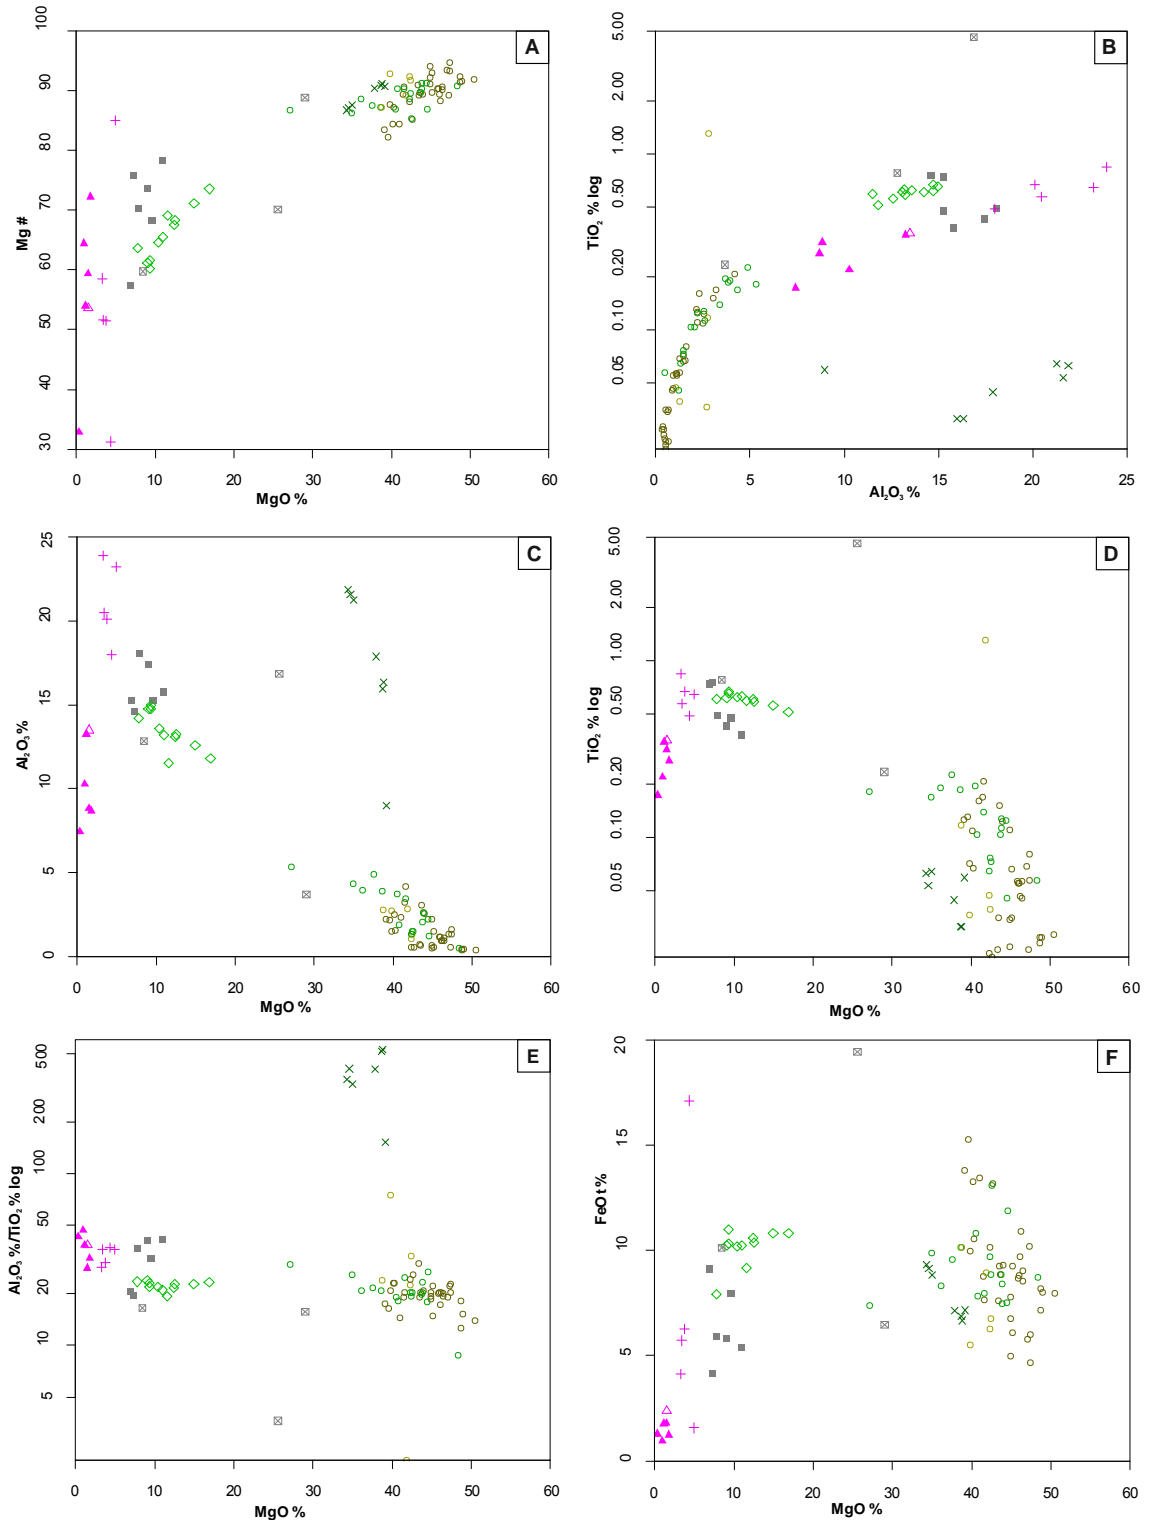 A
100
90
80
70
60
50
40
30
Mg #
0 10 20 30 40 50 60
MgO %
B
5.00
2.00
1.00
0.50
0.20
0.10
0.05
TiO₂ % log
0 5 10 15 20 25
Al₂O₃ %
C
25
20
15
10
5
0
Al₂O₃ %
0 10 20 30 40 50 60
MgO %
D
5.00
2.00
1.00
0.50
0.20
0.10
0.05
TiO₂ % log
0 10 20 30 40 50 60
MgO %
E
500
200
100
50
20
10
5
Al₂O₃ %/TiO₂ % log
0 10 20 30 40 50 60
MgO %
F
20
15
10
5
0
FeOt %
0 10 20 30 40 50 60
MgO %